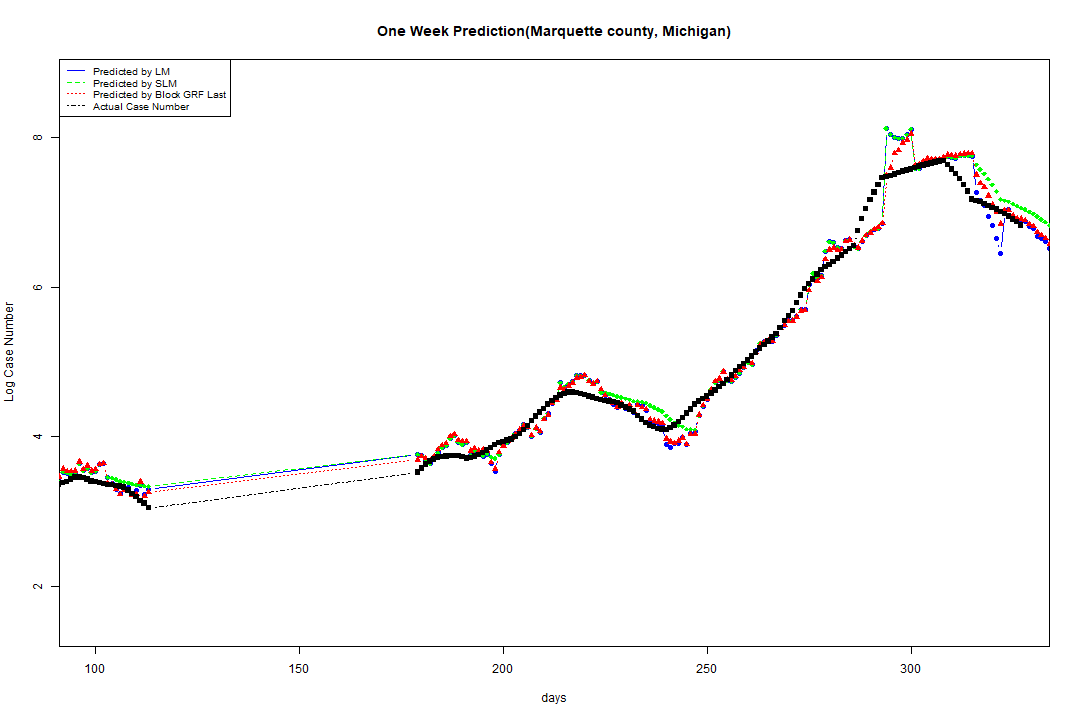 One Week Prediction(Marquette county, Michigan)
Predicted by LM
Predicted by SLM
Predicted by Block GRF Last
Actual Case Number
8
6
4
2
Log Case Number
100 150 200 250 300
days